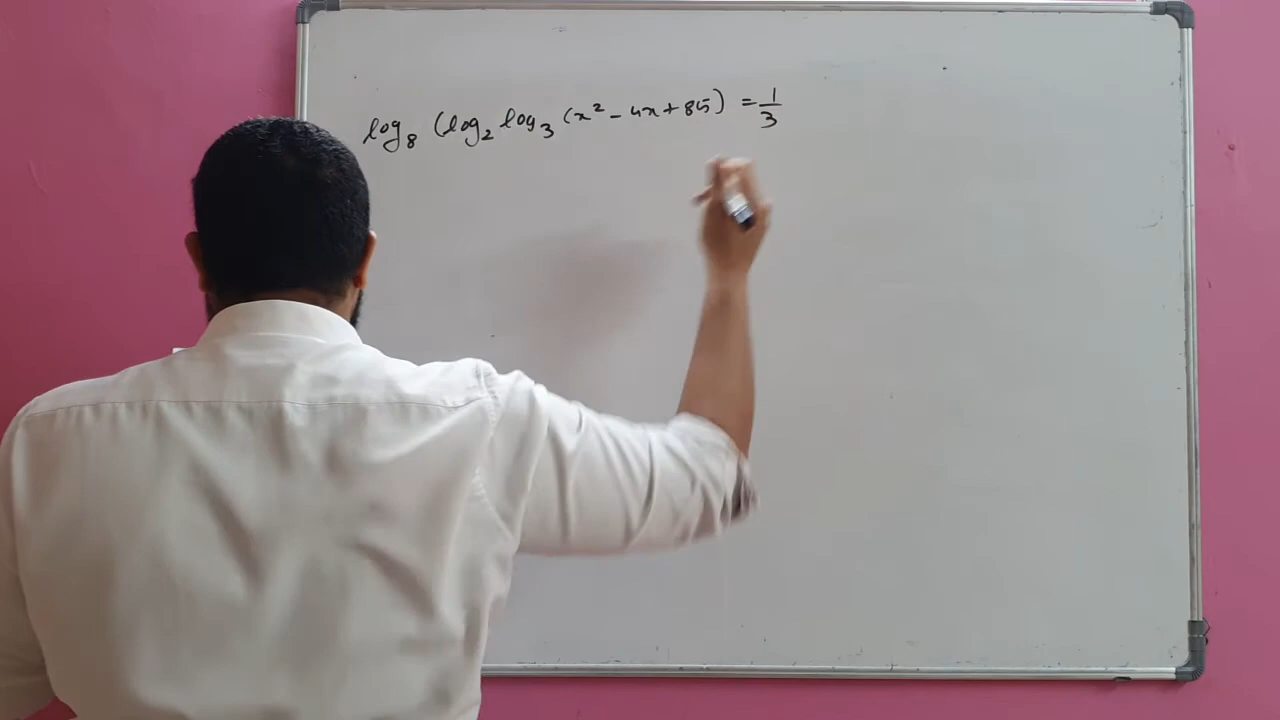 log₈ (log₂ log₃ (x² - 4x + 85) = 1/3